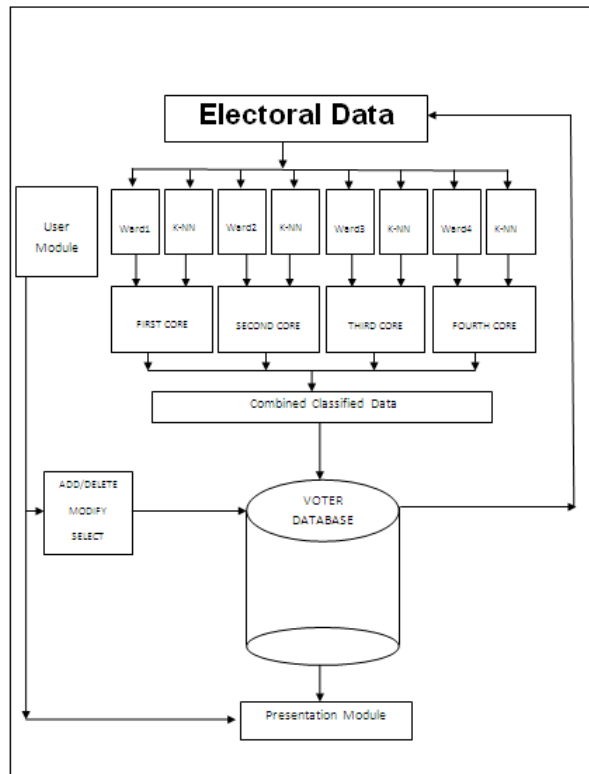 Electoral Data
User
Module
Ward1
K-NN
Ward2
K-NN
Ward3
K-NN
Ward4
K-NN
FIRST CORE
SECOND CORE
THIRD CORE
FOURTH CORE
Combined Classified Data
ADD/DELETE
MODIFY
SELECT
VOTER
DATABASE
Presentation Module